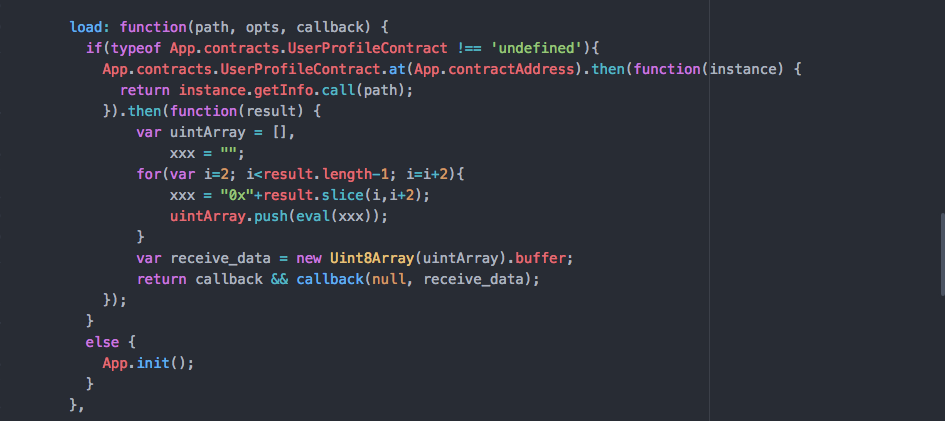 load: function(path, opts, callback) {
if(typeof App.contracts.UserProfileContract !== 'undefined'){
App.contracts.UserProfileContract.at(App.contractAddress).then(function(instance) {
return instance.getInfo.call(path);
}).then(function(result) {
var uintArray = [],
xxx = "";
for(var i=2; i<result.length-1; i=i+2){
xxx = "0x"+result.slice(i,i+2);
uintArray.push(eval(xxx));
}
var receive_data = new Uint8Array(uintArray).buffer;
return callback && callback(null, receive_data);
});
}
else {
App.init();
}
},